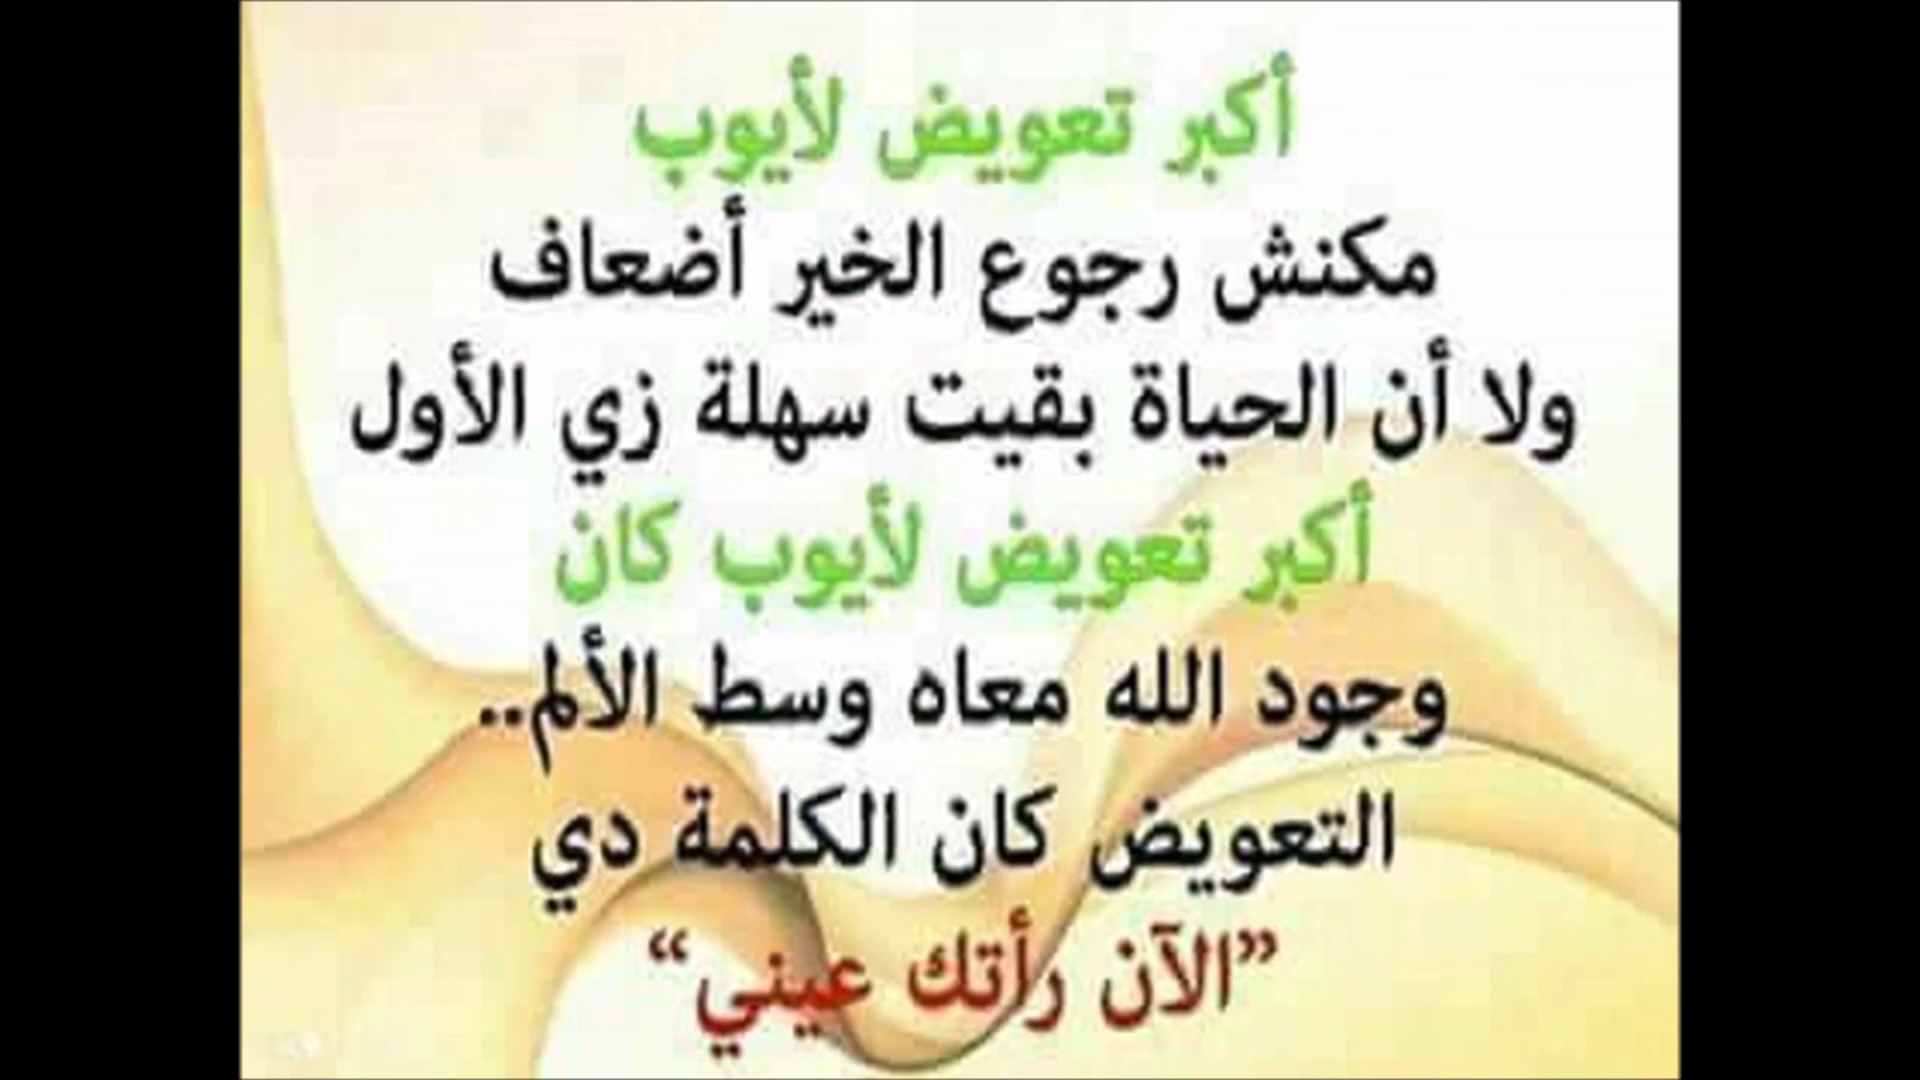 أكبر تعويض لأيوب
مكنش رجوع الخير أضعاف
ولا أن الحياة بقيت سهلة زي الأول
أكبر تعويض لأيوب كان
وجود الله معاه وسط الألم..
التعويض كان الكلمة دي
”الآن رأتك عيني“